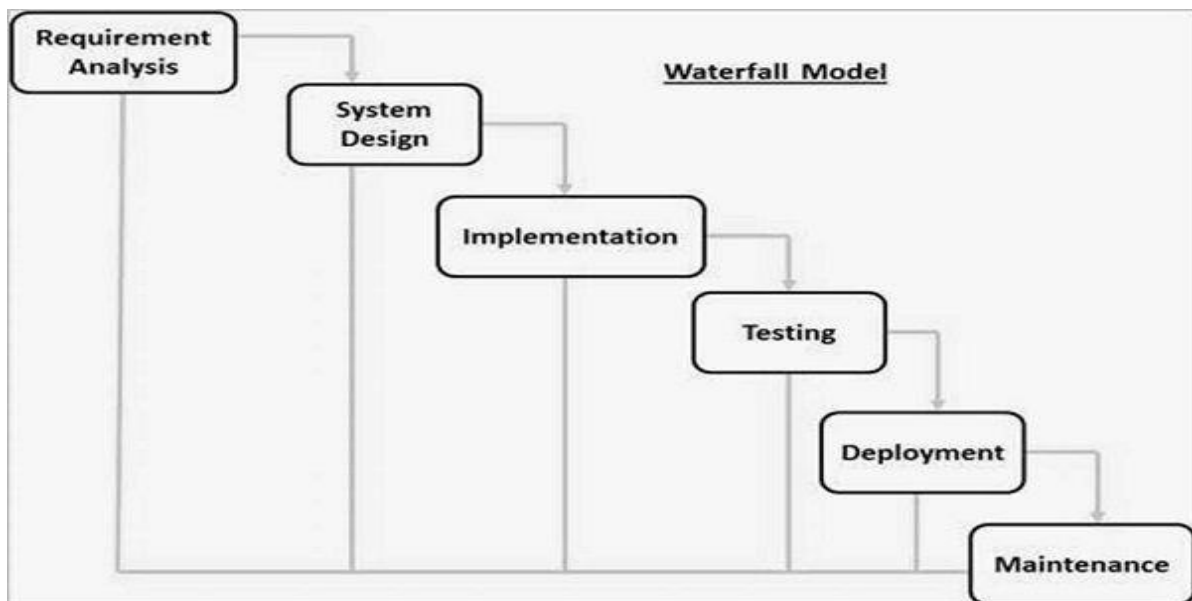 Requirement
Analysis
Waterfall Model
System
Design
Implementation
Testing
Deployment
Maintenance